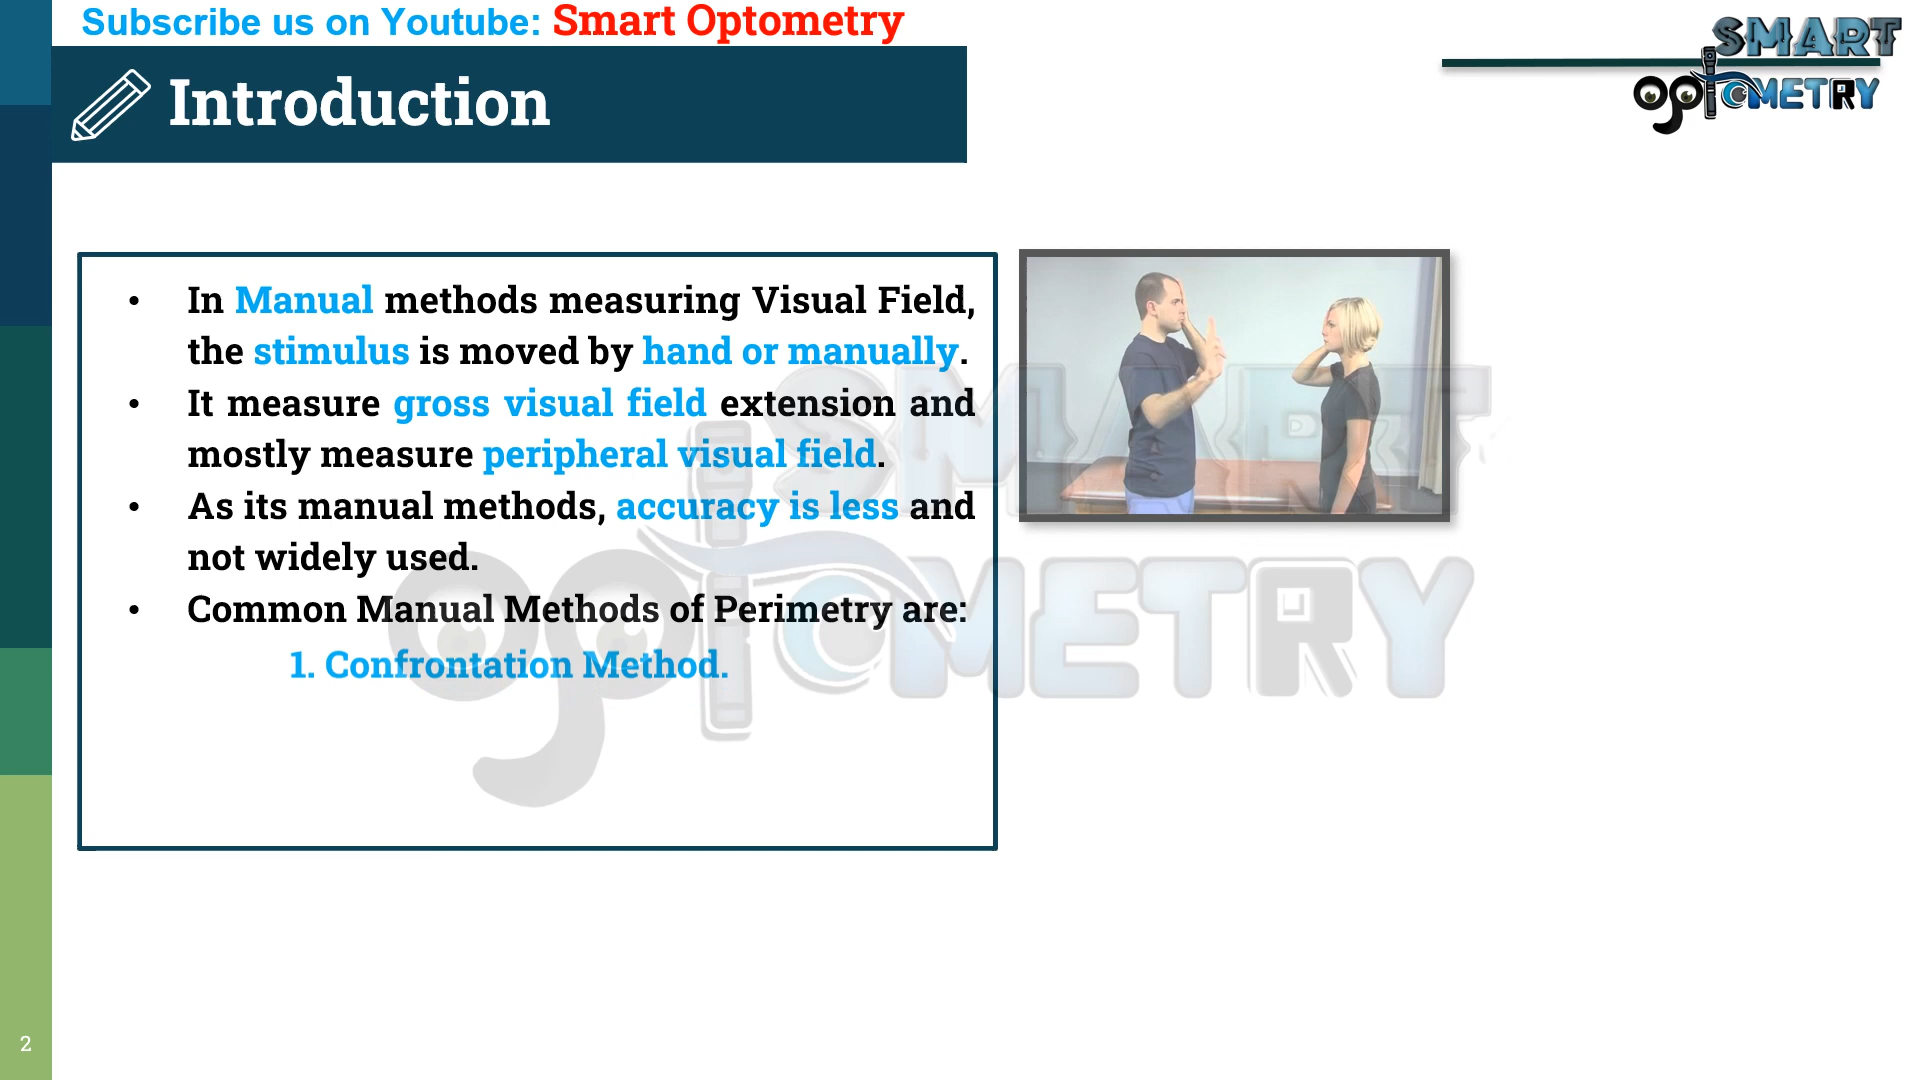 Subscribe us on Youtube: Smart Optometry
SMART
OptOMETRY
Introduction
• In Manual methods measuring Visual Field,
the stimulus is moved by hand or manually.
• It measure gross visual field extension and
mostly measure peripheral visual field.
• As its manual methods, accuracy is less and
not widely used.
• Common Manual Methods of Perimetry are:
1. Confrontation Method.
SMART
OptOMETRY
2